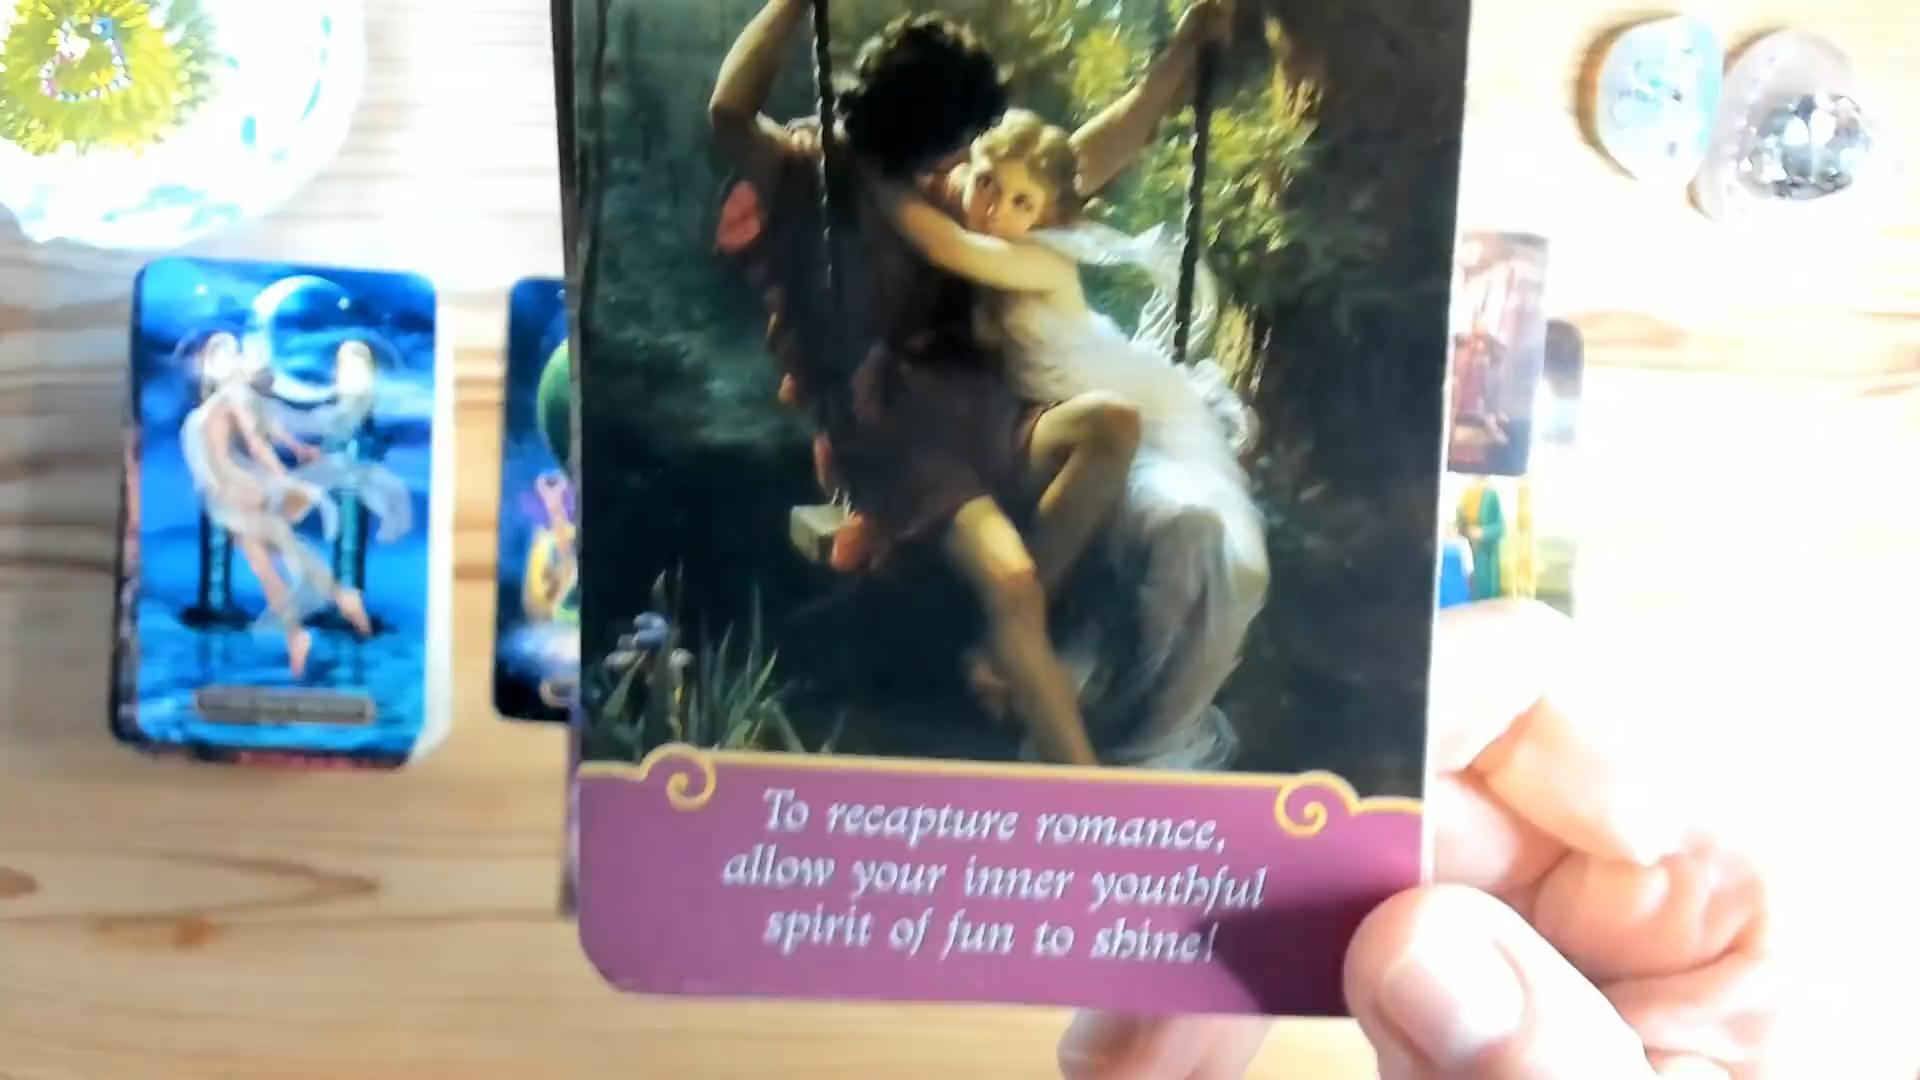 To recapture romance,
allow your inner youthful
spirit of fun to shine!